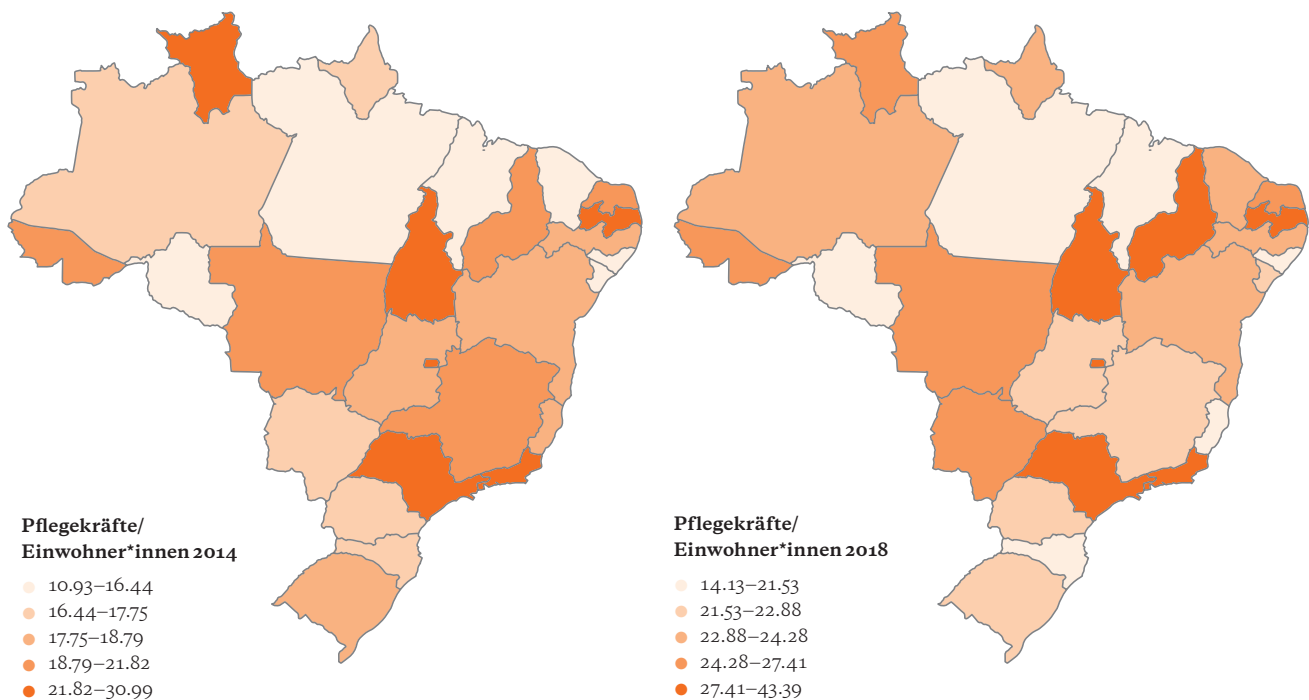 Pflegekräfte/
Einwohner*innen 2014
10.93–16.44
16.44–17.75
17.75–18.79
18.79–21.82
21.82–30.99
Pflegekräfte/
Einwohner*innen 2018
14.13–21.53
21.53–22.88
22.88–24.28
24.28–27.41
27.41–43.39